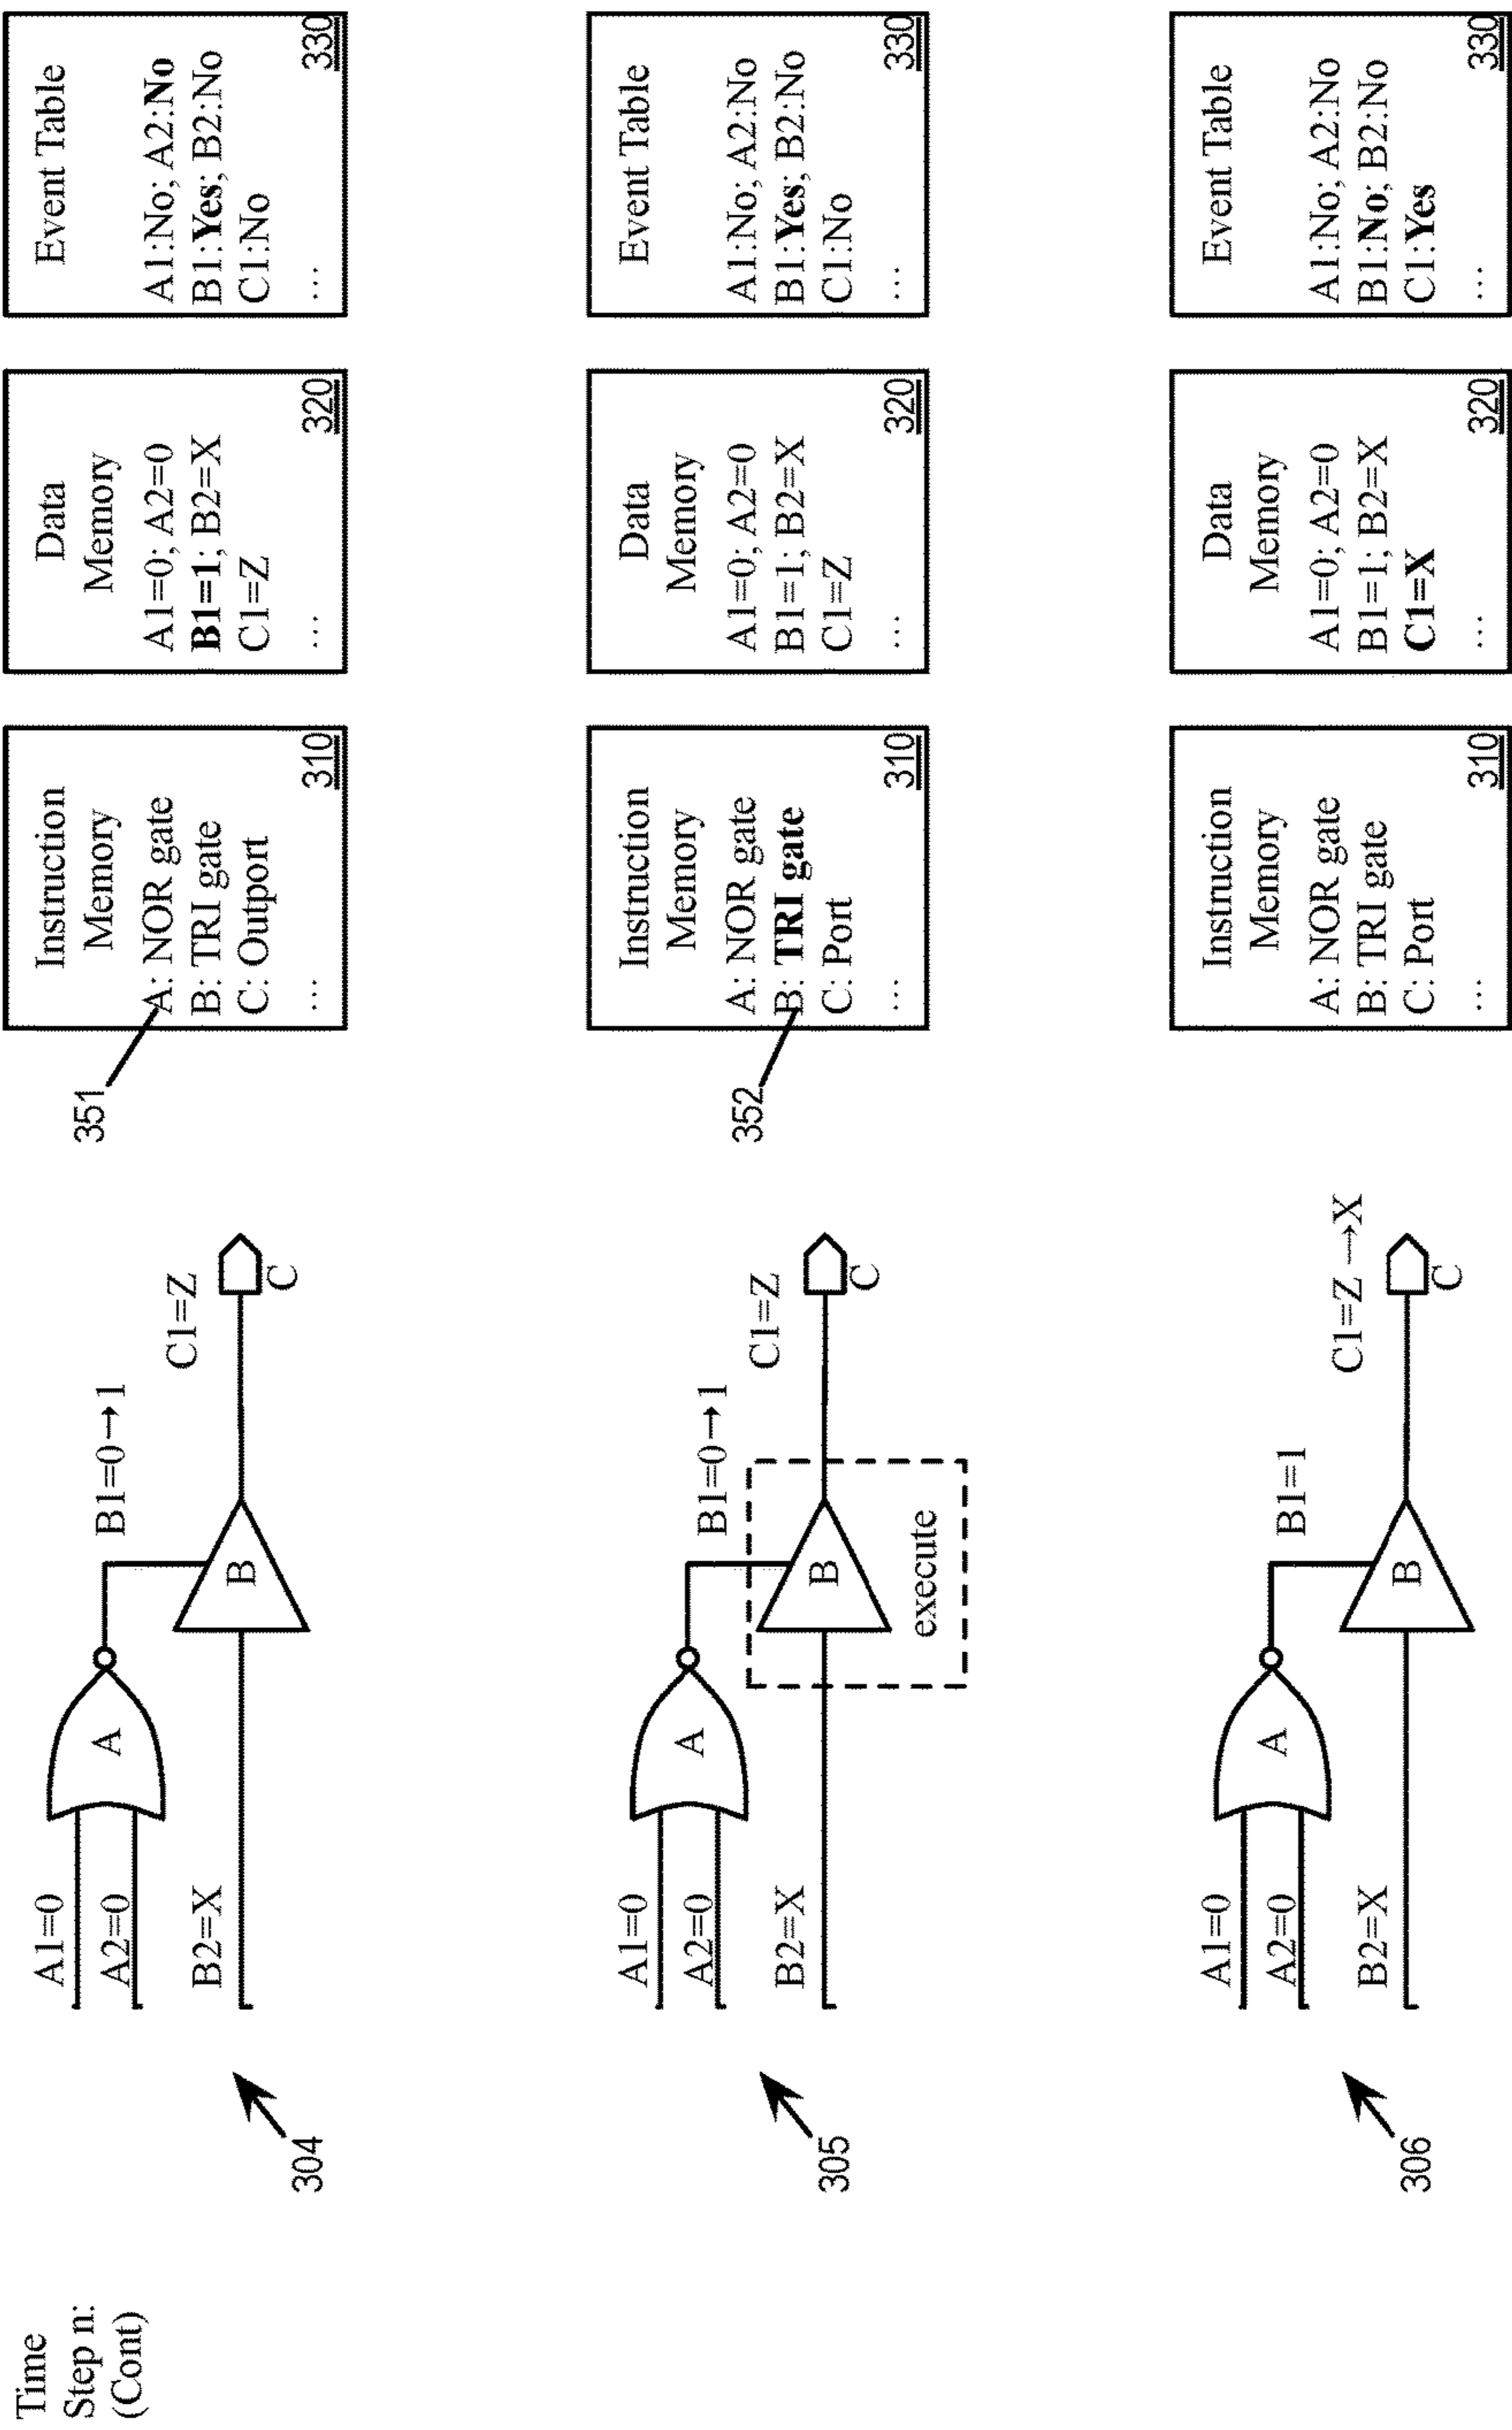 Time
Step n:
(Cont)
304
A1=0
A2=0
B2=X
A
B
B1=0→1
C1=Z
C
351
Instruction
Memory
A: NOR gate
B: TRI gate
C: Outport
...
310
Data
Memory
A1=0; A2=0
B1=1; B2=X
C1=Z
...
320
Event Table
A1:No; A2:No
B1:Yes; B2:No
C1:No
...
330
305
A1=0
A2=0
B2=X
A
B
execute
B1=0→1
C1=Z
C
352
Instruction
Memory
A: NOR gate
B: TRI gate
C: Port
...
310
Data
Memory
A1=0; A2=0
B1=1; B2=X
C1=Z
...
320
Event Table
A1:No; A2:No
B1:Yes; B2:No
C1:No
...
330
306
A1=0
A2=0
B2=X
A
B
B1=1
C1=Z→X
C
Instruction
Memory
A: NOR gate
B: TRI gate
C: Port
...
310
Data
Memory
A1=0; A2=0
B1=1; B2=X
C1=X
...
320
Event Table
A1:No; A2:No
B1:No; B2:No
C1:Yes
...
330